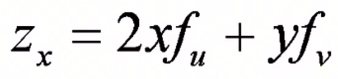 z_x = 2xf_u + yf_v